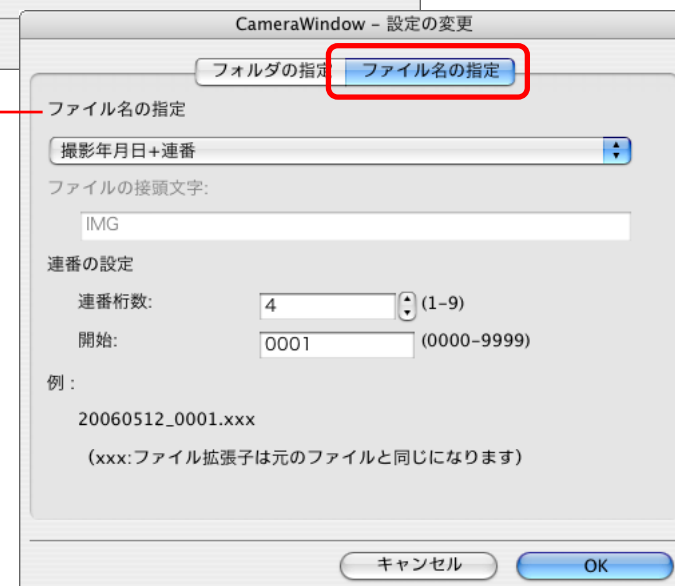 CameraWindow – 設定の変更
フォルダの指定 ファイル名の指定
ファイル名の指定
撮影年月日+連番
ファイルの接頭文字:
IMG
連番の設定
連番桁数: 4 (1–9)
開始: 0001 (0000–9999)
例：
20060512_0001.xxx
（xxx:ファイル拡張子は元のファイルと同じになります）
キャンセル OK